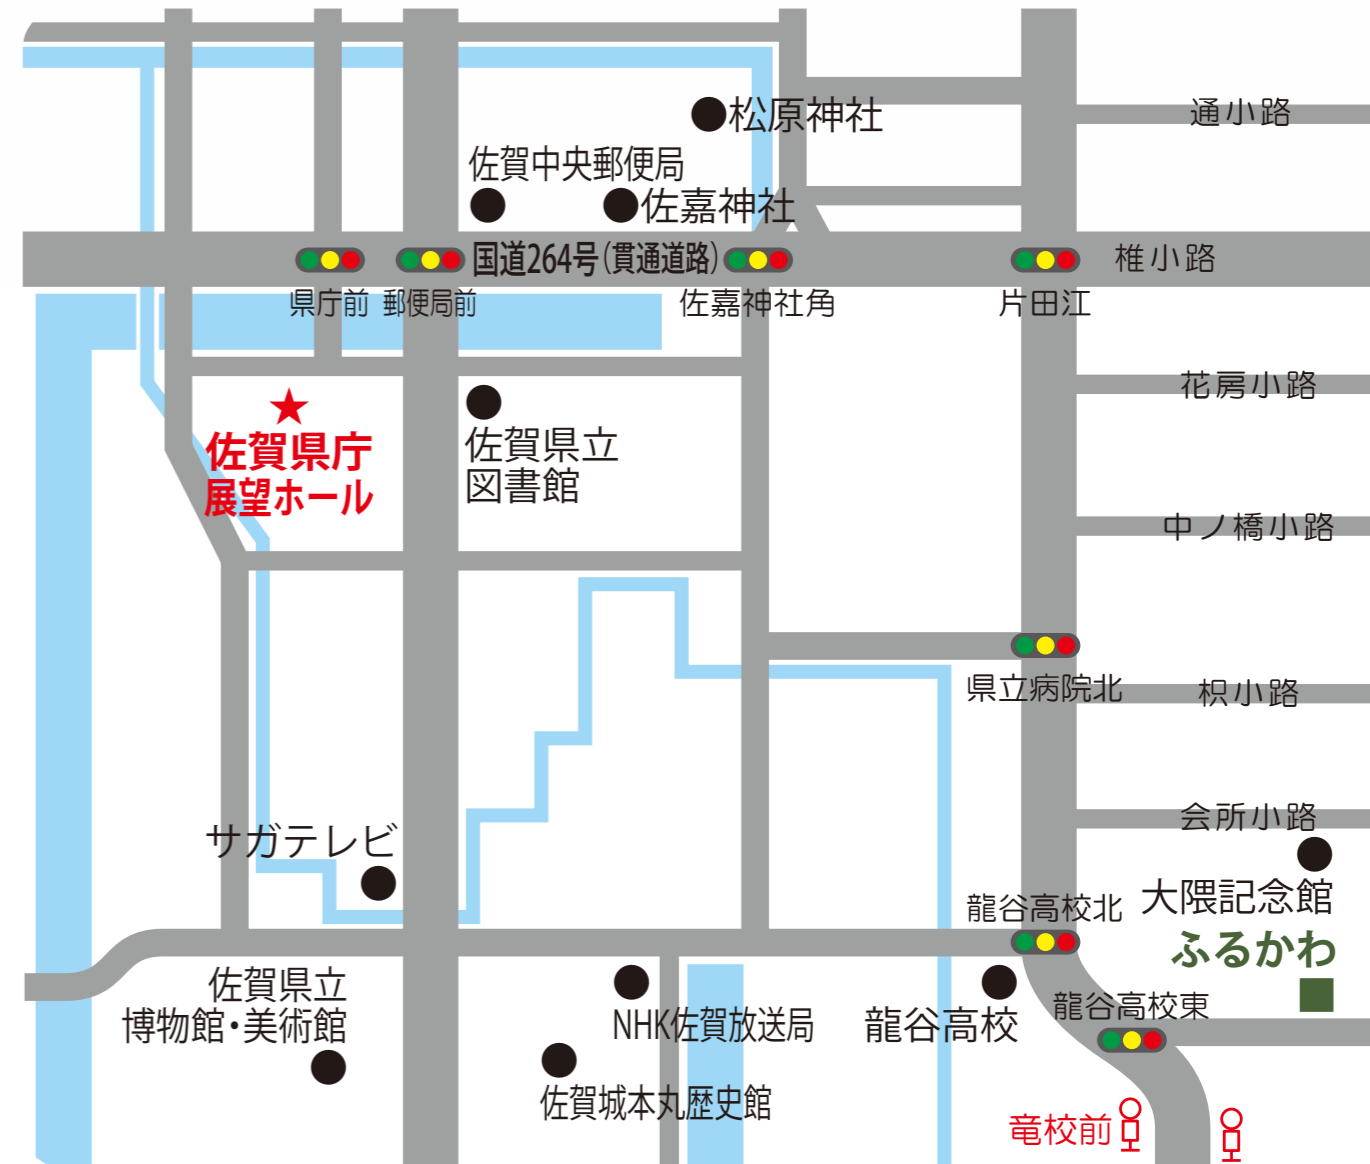 松原神社
通小路
佐賀中央郵便局
佐嘉神社
国道264号(貫通道路)
椎小路
県庁前
郵便局前
佐嘉神社角
片田江
花房小路
佐賀県庁
展望ホール
佐賀県立
図書館
中ノ橋小路
県立病院北
枳小路
会所小路
サガテレビ
大隈記念館
龍谷高校北
ふるかわ
佐賀県立
博物館・美術館
NHK佐賀放送局
龍谷高校
龍谷高校東
佐賀城本丸歴史館
竜校前